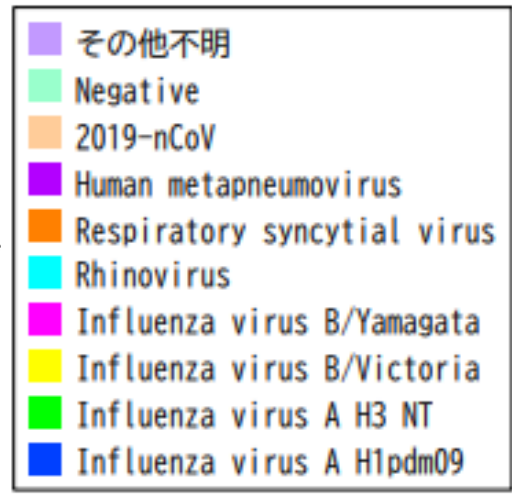 その他不明
Negative
2019-nCoV
Human metapneumovirus
Respiratory syncytial virus
Rhinovirus
Influenza virus B/Yamagata
Influenza virus B/Victoria
Influenza virus A H3 NT
Influenza virus A H1pdm09